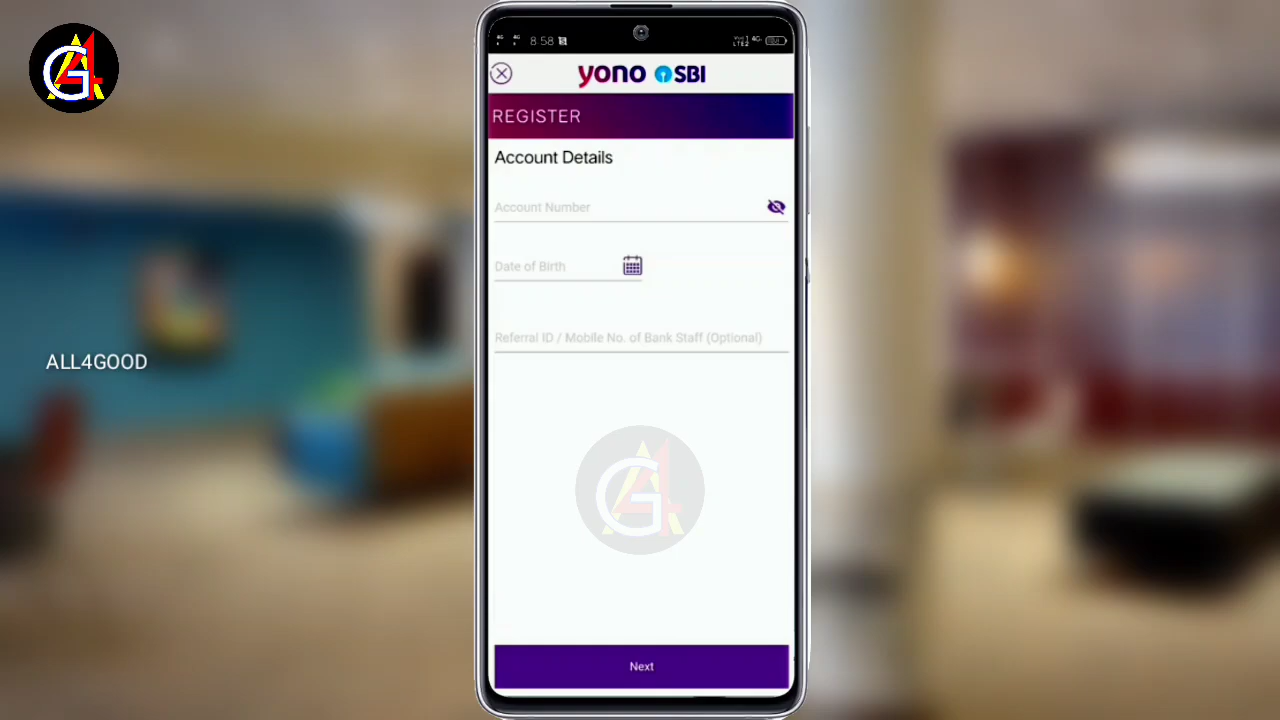 8:58
yono SBI
REGISTER
Account Details
Account Number
Date of Birth
Referral ID / Mobile No. of Bank Staff (Optional)
ALL4GOOD
Next